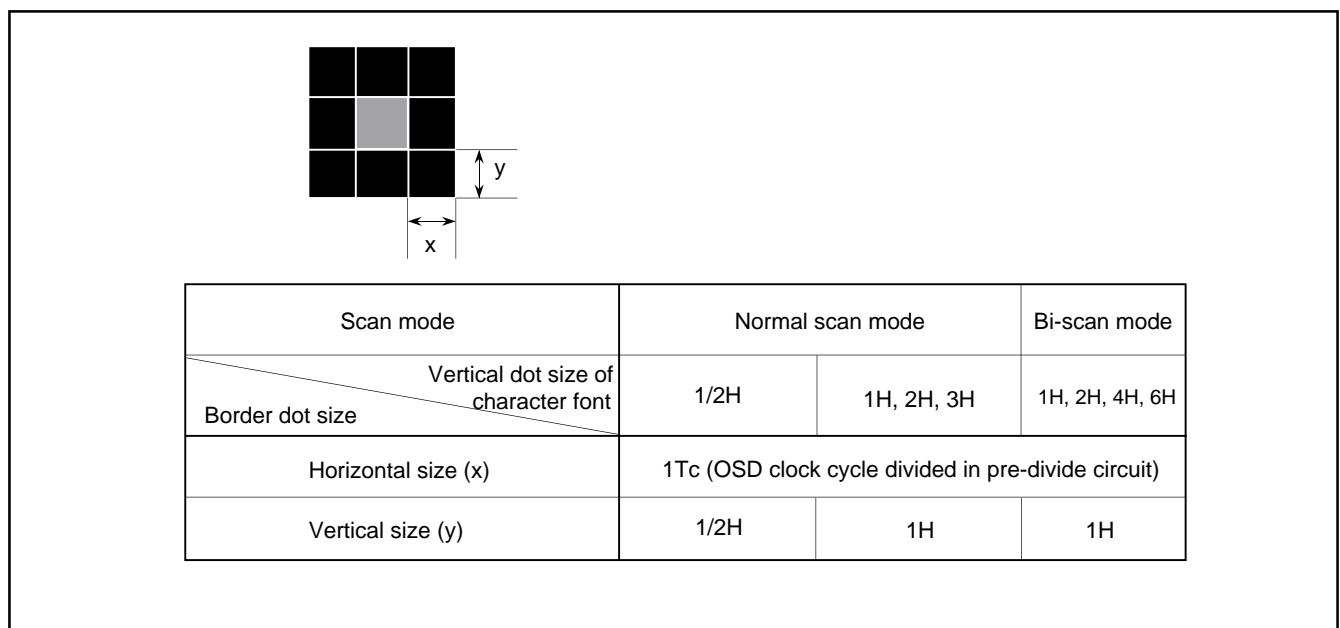 y
x
Scan mode
Normal scan mode
Bi-scan mode
Vertical dot size of
character font
Border dot size
1/2H
1H, 2H, 3H
1H, 2H, 4H, 6H
Horizontal size (x)
1Tc (OSD clock cycle divided in pre-divide circuit)
Vertical size (y)
1/2H
1H
1H